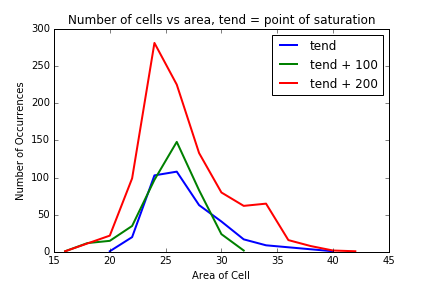 Number of cells vs area, tend = point of saturation
300
250
200
150
100
50
0
Number of Occurrences
tend
tend + 100
tend + 200
15
20
25
30
35
40
45
Area of Cell